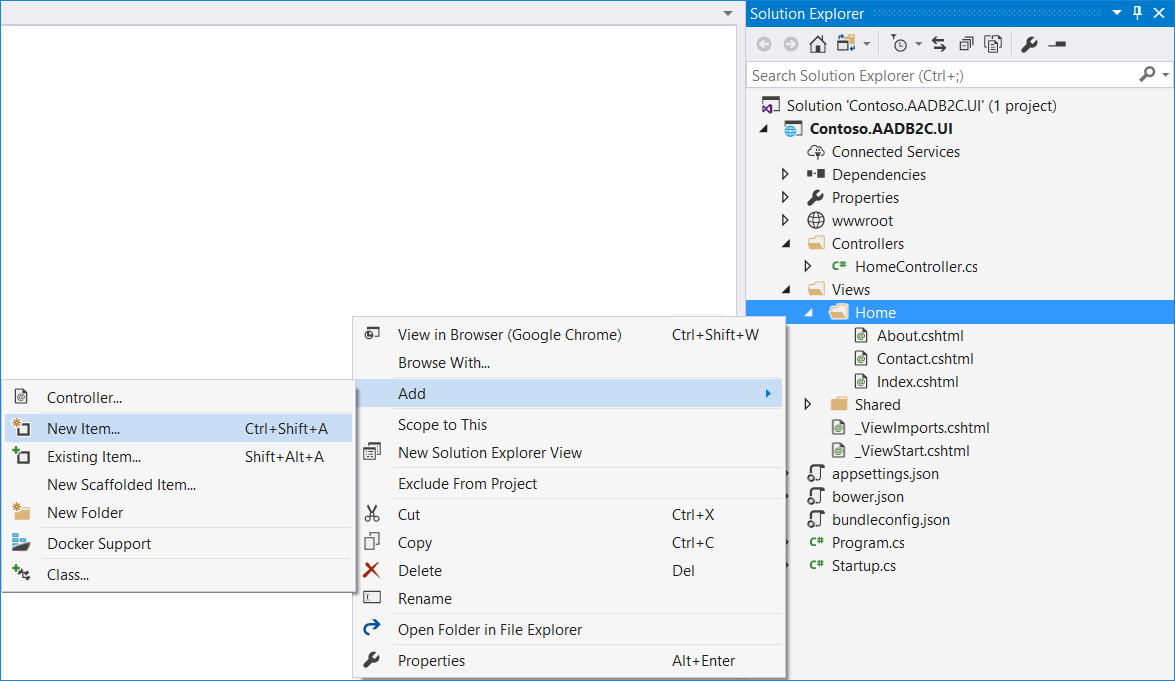 Solution Explorer
Search Solution Explorer (Ctrl+;)
Solution 'Contoso.AADB2C.UI' (1 project)
Contoso.AADB2C.UI
Connected Services
Dependencies
Properties
wwwroot
Controllers
C# HomeController.cs
Views
Home
About.cshtml
Contact.cshtml
Index.cshtml
Shared
_ViewImports.cshtml
_ViewStart.cshtml
appsettings.json
bower.json
bundleconfig.json
C# Program.cs
C# Startup.cs
View in Browser (Google Chrome) Ctrl+Shift+W
Browse With...
Add
Scope to This
New Solution Explorer View
Exclude From Project
Cut Ctrl+X
Copy Ctrl+C
Delete Del
Rename
Open Folder in File Explorer
Properties Alt+Enter
Controller...
New Item... Ctrl+Shift+A
Existing Item... Shift+Alt+A
New Scaffolded Item...
New Folder
Docker Support
Class...